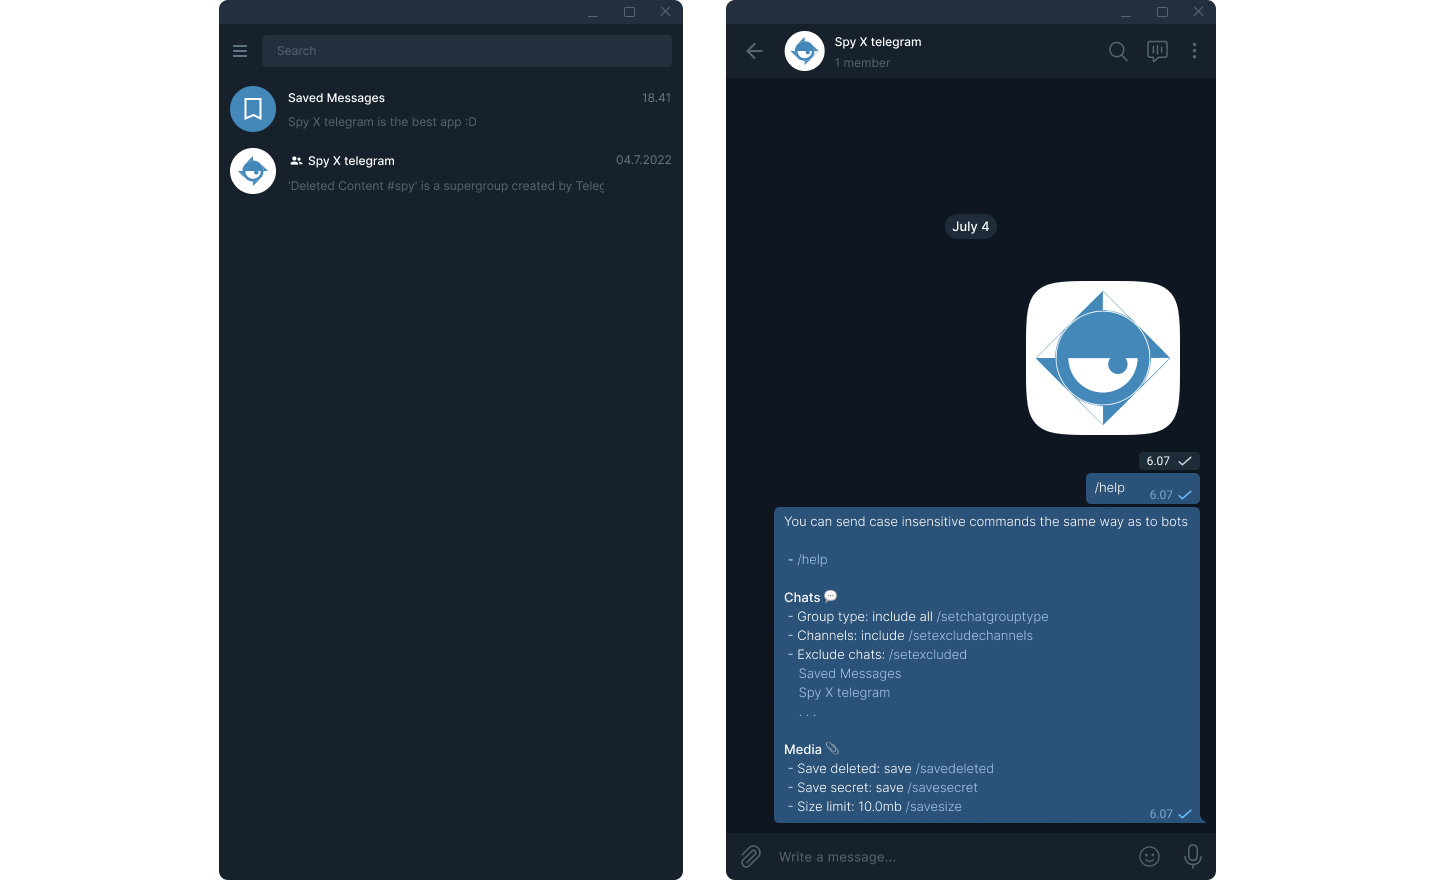 Search
Saved Messages
18.41
Spy X telegram is the best app :D
Spy X telegram
04.7.2022
'Deleted Content #spy' is a supergroup created by Teleg
Spy X telegram
1 member
July 4
6.07
/help
6.07
You can send case insensitive commands the same way as to bots
- /help
Chats
- Group type: include all /setchatgrouptype
- Channels: include /setexcludechannels
- Exclude chats: /setexcluded
Saved Messages
Spy X telegram
. . .
Media
- Save deleted: save /savedeleted
- Save secret: save /savesecret
- Size limit: 10.0mb /savesize
6.07
Write a message...